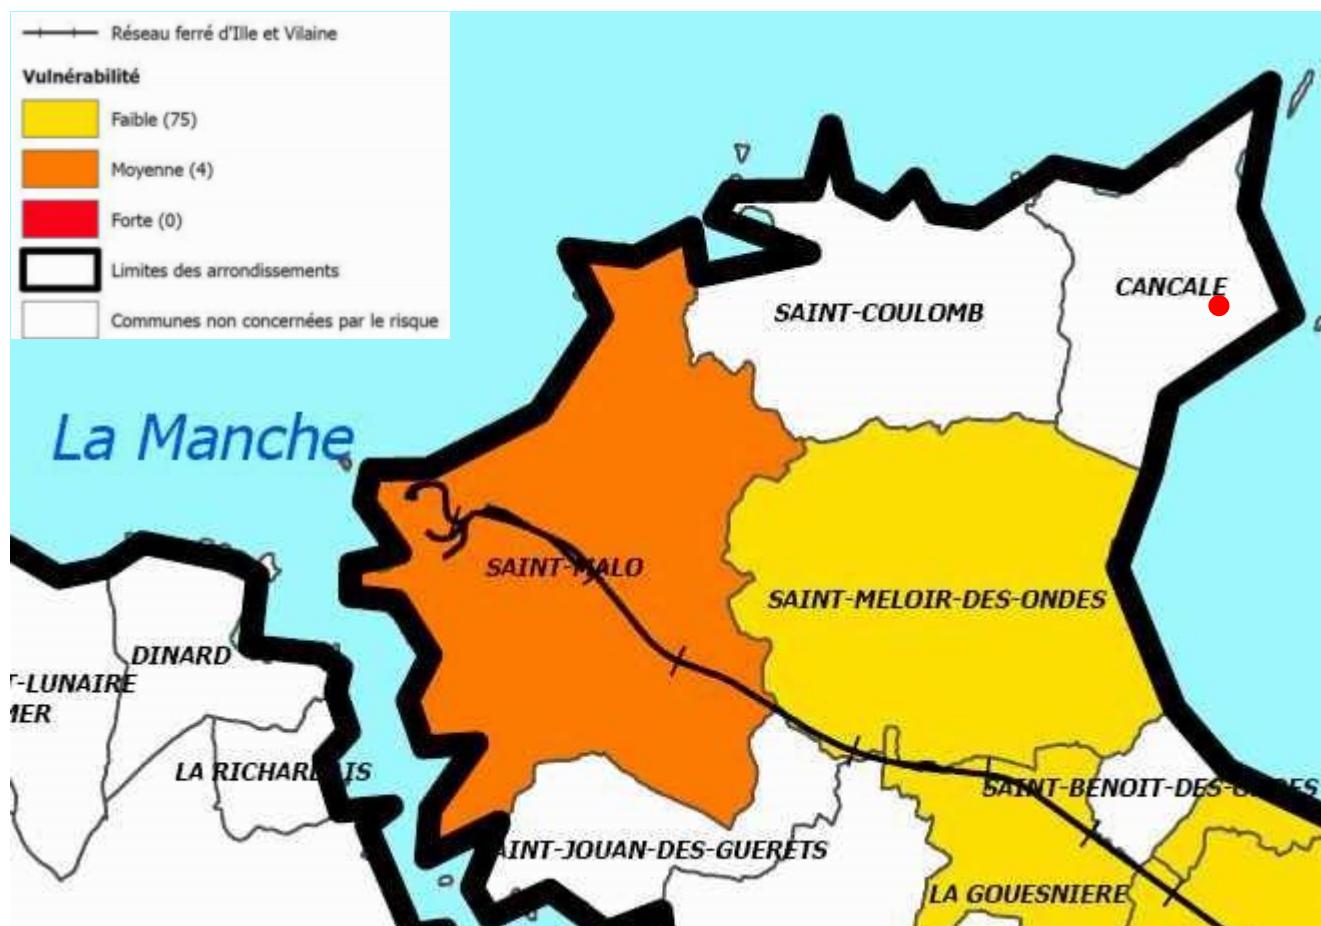 Réseau ferré d'Ille et Vilaine
Vulnérabilité
Faible (75)
Moyenne (4)
Forte (0)
Limites des arrondissements
Communes non concernées par le risque
CANCALE
SAINT-COULOMB
La Manche
SAINT-MALO
SAINT-MELOIR-DES-ONDES
DINARD
T-LUNAIRE
MER
LA RICHARDAIS
SAINT-BENOIT-DES-ONDES
AINT-JOUAN-DES-GUERETS
LA GOUESNIERE